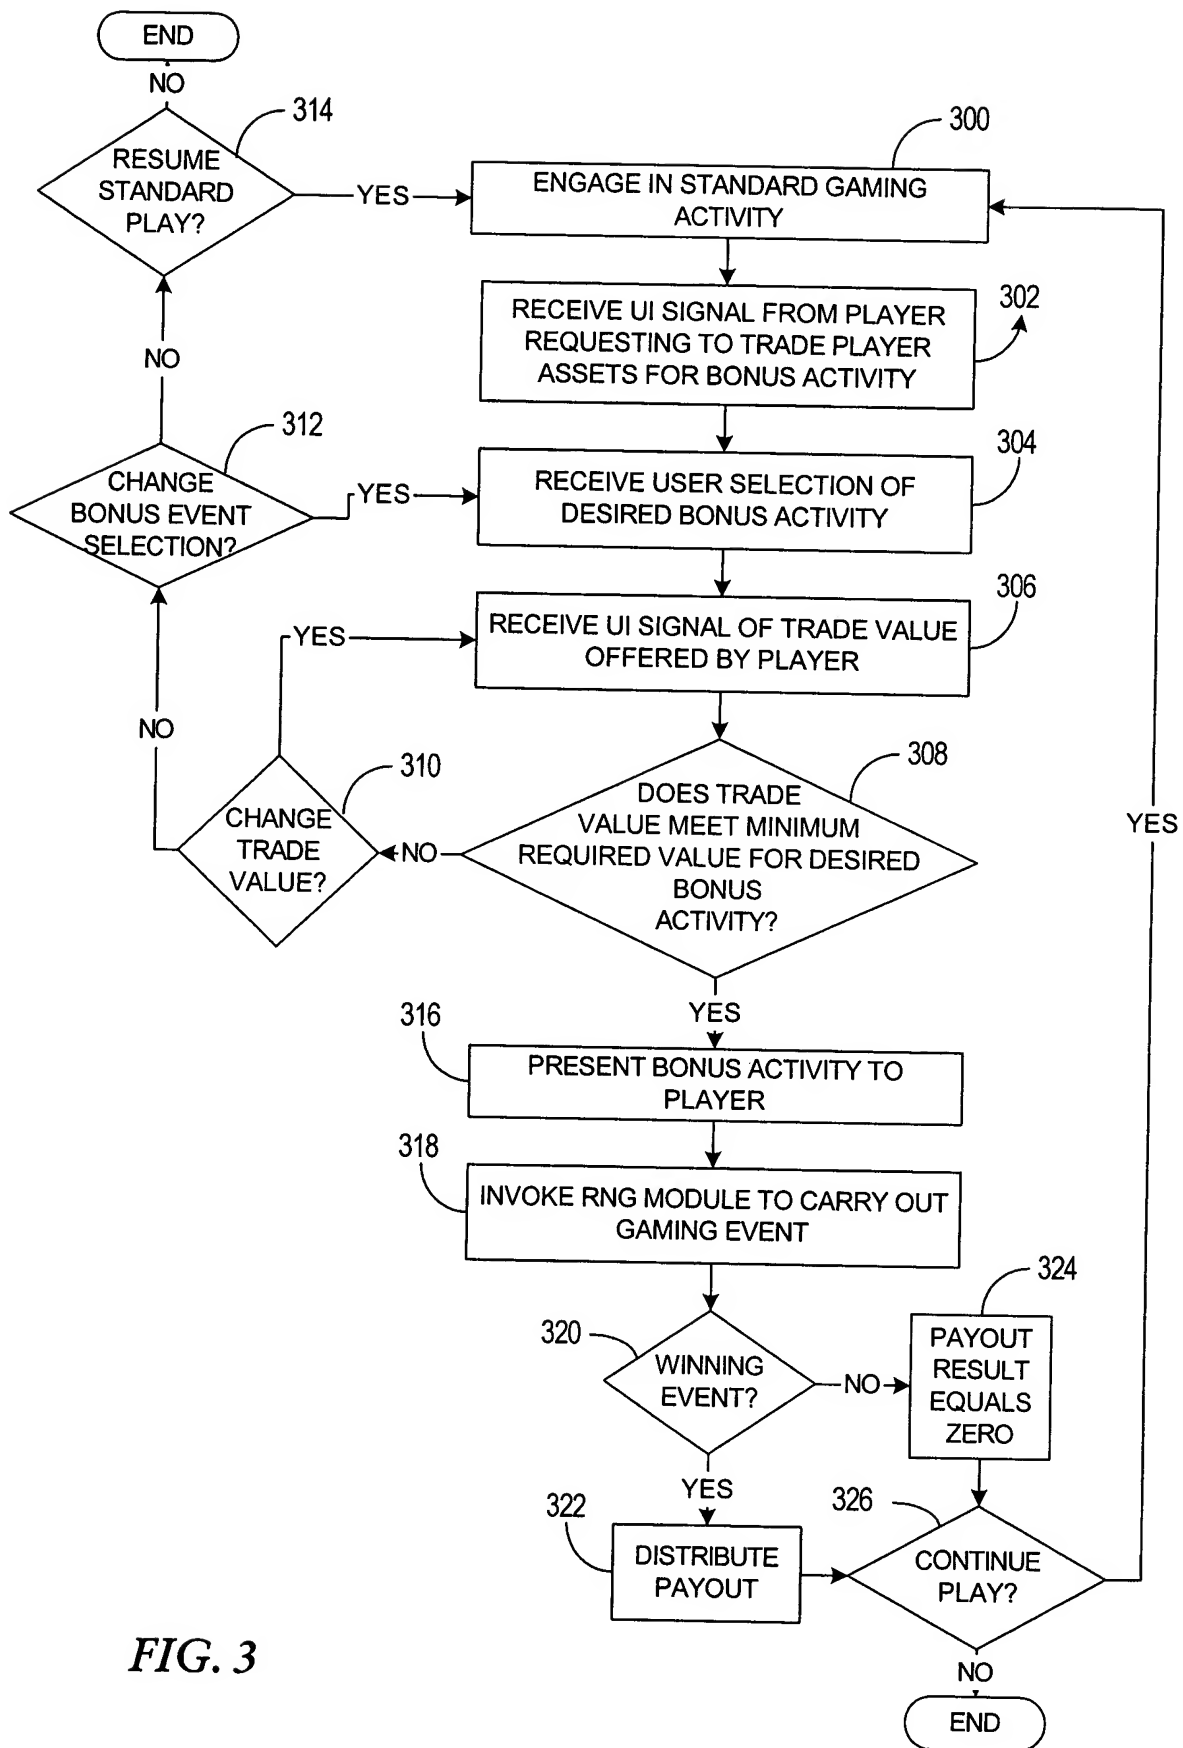 END
NO
314
RESUME
STANDARD
PLAY?
YES
300
ENGAGE IN STANDARD GAMING
ACTIVITY
302
RECEIVE UI SIGNAL FROM PLAYER
REQUESTING TO TRADE PLAYER
ASSETS FOR BONUS ACTIVITY
NO
312
CHANGE
BONUS EVENT
SELECTION?
YES
304
RECEIVE USER SELECTION OF
DESIRED BONUS ACTIVITY
306
RECEIVE UI SIGNAL OF TRADE VALUE
OFFERED BY PLAYER
YES
NO
310
CHANGE
TRADE
VALUE?
NO
308
DOES TRADE
VALUE MEET MINIMUM
REQUIRED VALUE FOR DESIRED
BONUS
ACTIVITY?
YES
YES
316
PRESENT BONUS ACTIVITY TO
PLAYER
318
INVOKE RNG MODULE TO CARRY OUT
GAMING EVENT
320
WINNING
EVENT?
NO
324
PAYOUT
RESULT
EQUALS
ZERO
YES
322
DISTRIBUTE
PAYOUT
326
CONTINUE
PLAY?
NO
END
FIG. 3